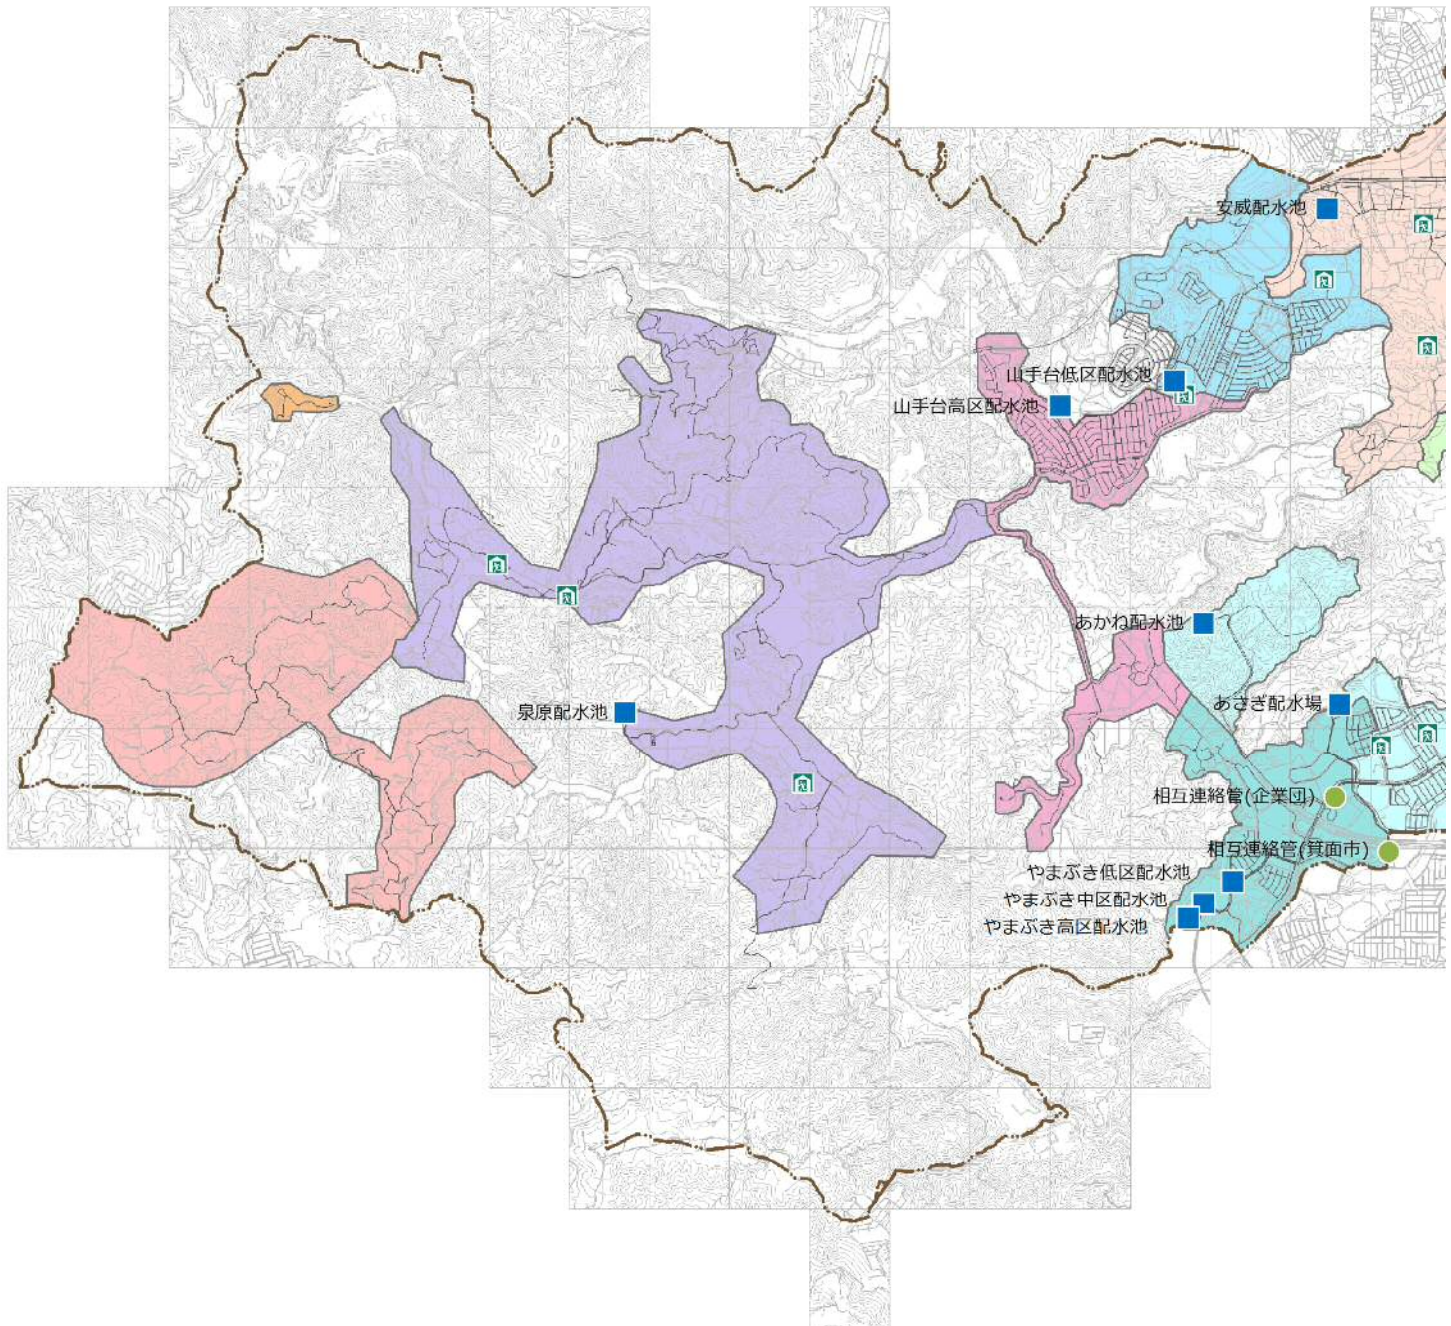 安威配水池
山手台低区配水池
山手台高区配水池
あかね配水池
あさぎ配水場
泉原配水池
相互連絡管(企業団)
相互連絡管(箕面市)
やまぶき低区配水池
やまぶき中区配水池
やまぶき高区配水池